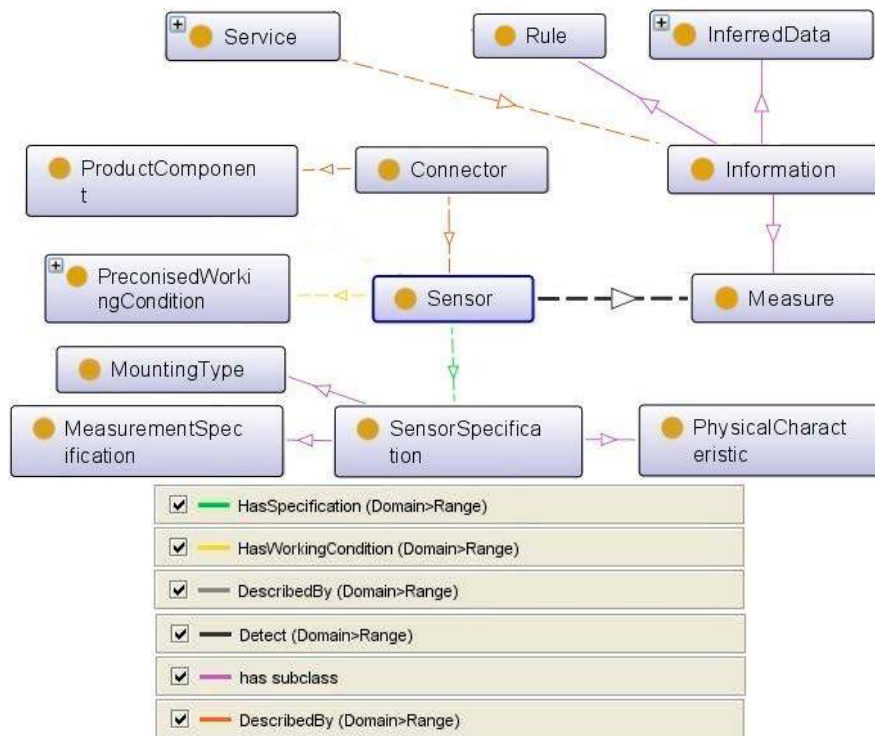 Service
Rule
InferredData
ProductComponen
t
Connector
Information
PreconisedWorki
ngCondition
Sensor
Measure
MountingType
MeasurementSpec
ification
SensorSpecifica
tion
PhysicalCharact
eristic
HasSpecification (Domain>Range)
HasWorkingCondition (Domain>Range)
DescribedBy (Domain>Range)
Detect (Domain>Range)
has subclass
DescribedBy (Domain>Range)